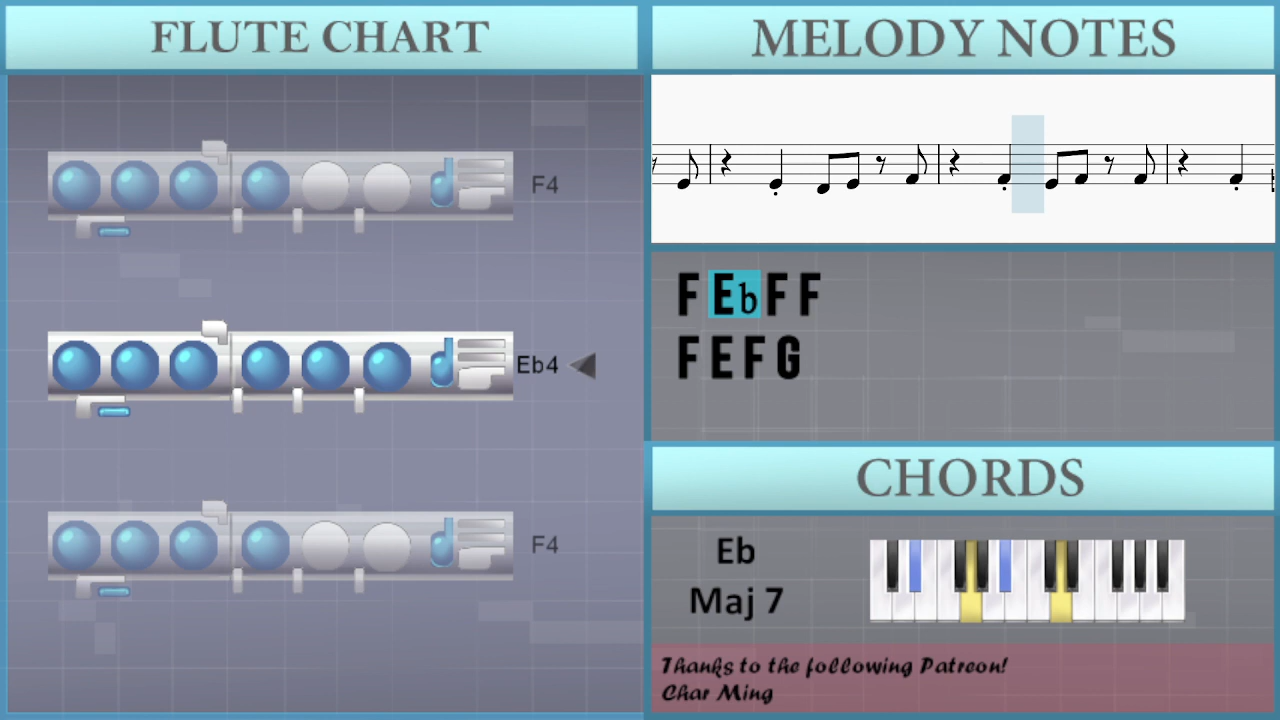 FLUTE CHART
F4
Eb4
F4
MELODY NOTES
F Eb F F
F E F G
CHORDS
Eb
Maj 7
Thanks to the following Patreon!
Char Ming